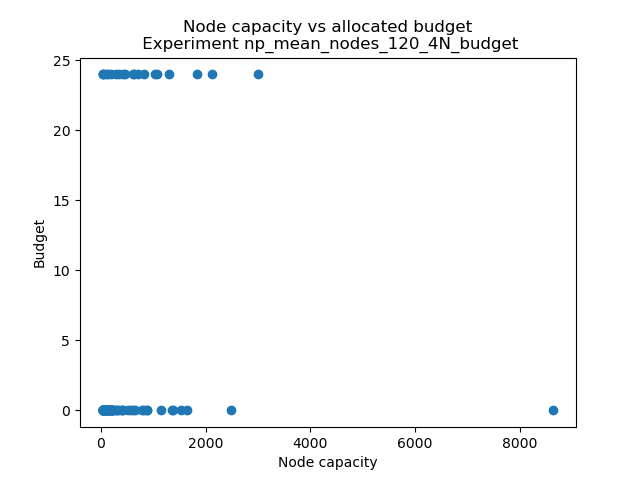 Node capacity vs allocated budget
Experiment np_mean_nodes_120_4N_budget
25
20
15
10
5
0
Budget
0 2000 4000 6000 8000
Node capacity